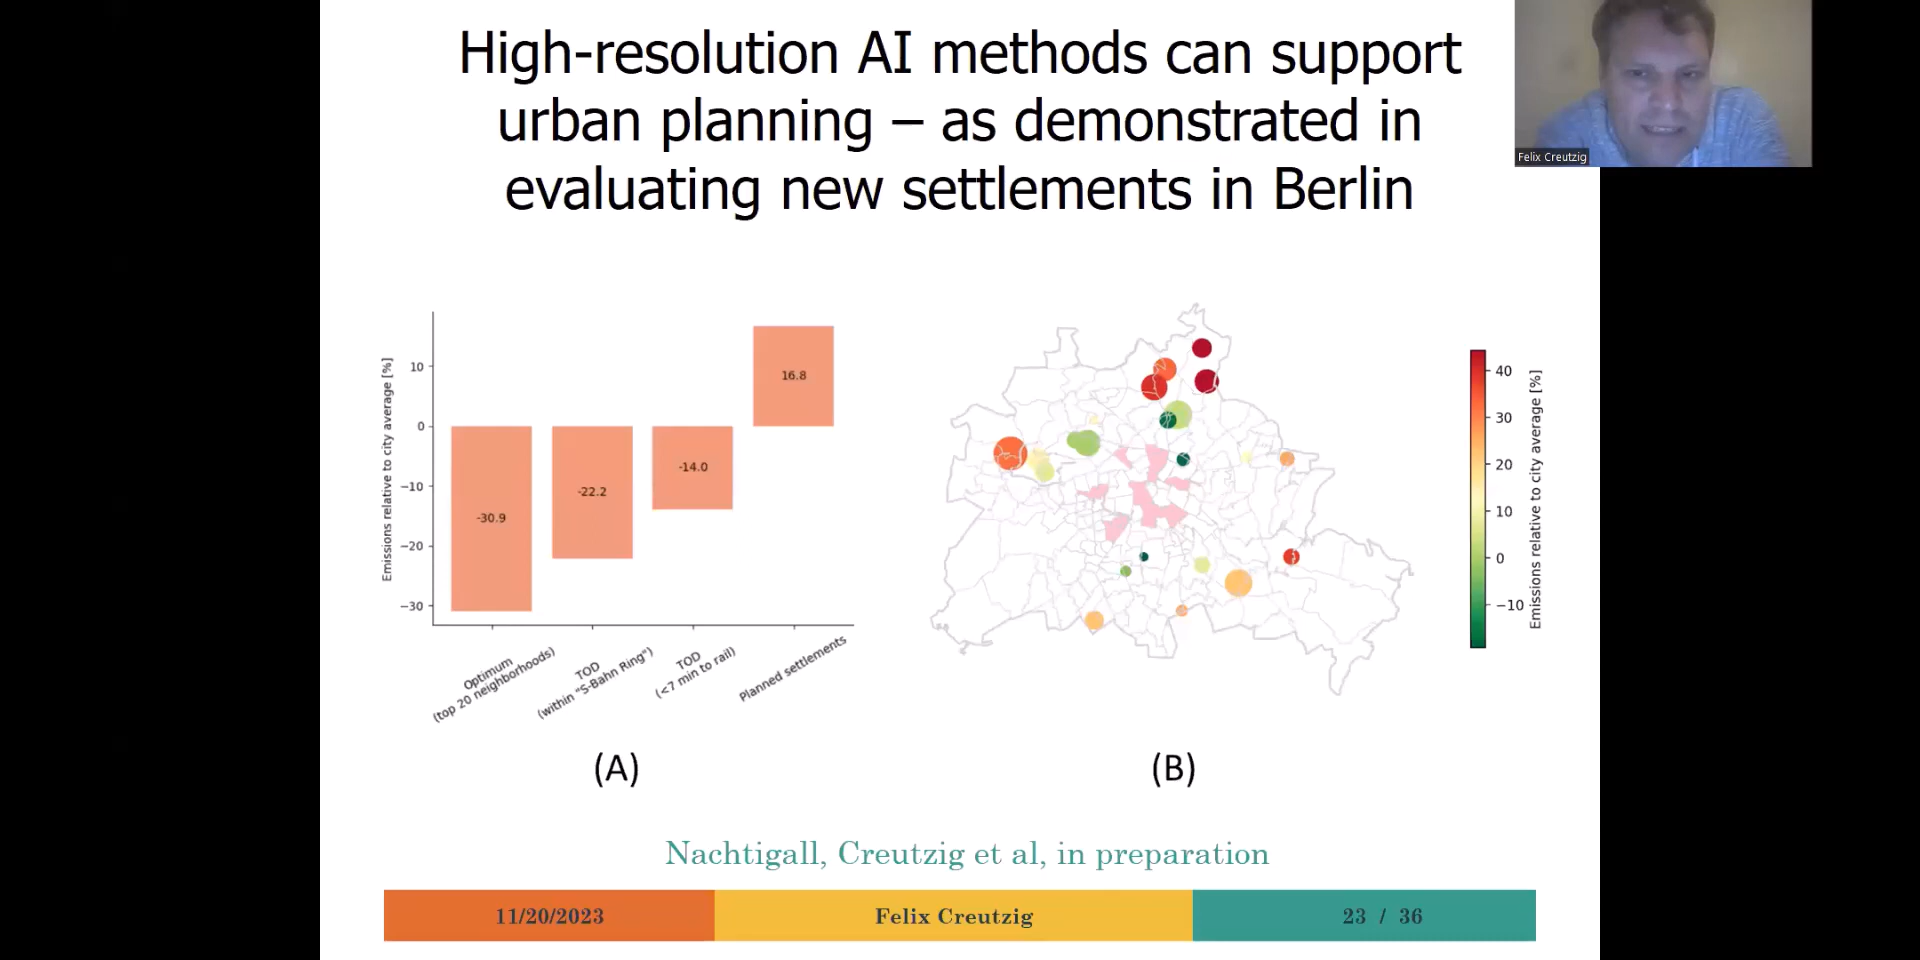 High-resolution AI methods can support
urban planning – as demonstrated in
evaluating new settlements in Berlin
Felix Creutzig
Emissions relative to city average [%]
10
0
−10
−20
−30
-30.9
-22.2
-14.0
16.8
Optimum
(top 20 neighborhoods)
TOD
(within "S-Bahn Ring")
TOD
(<7 min to rail)
Planned settlements
(A)
40
30
20
10
0
−10
Emissions relative to city average [%]
(B)
Nachtigall, Creutzig et al, in preparation
11/20/2023
Felix Creutzig
23 / 36